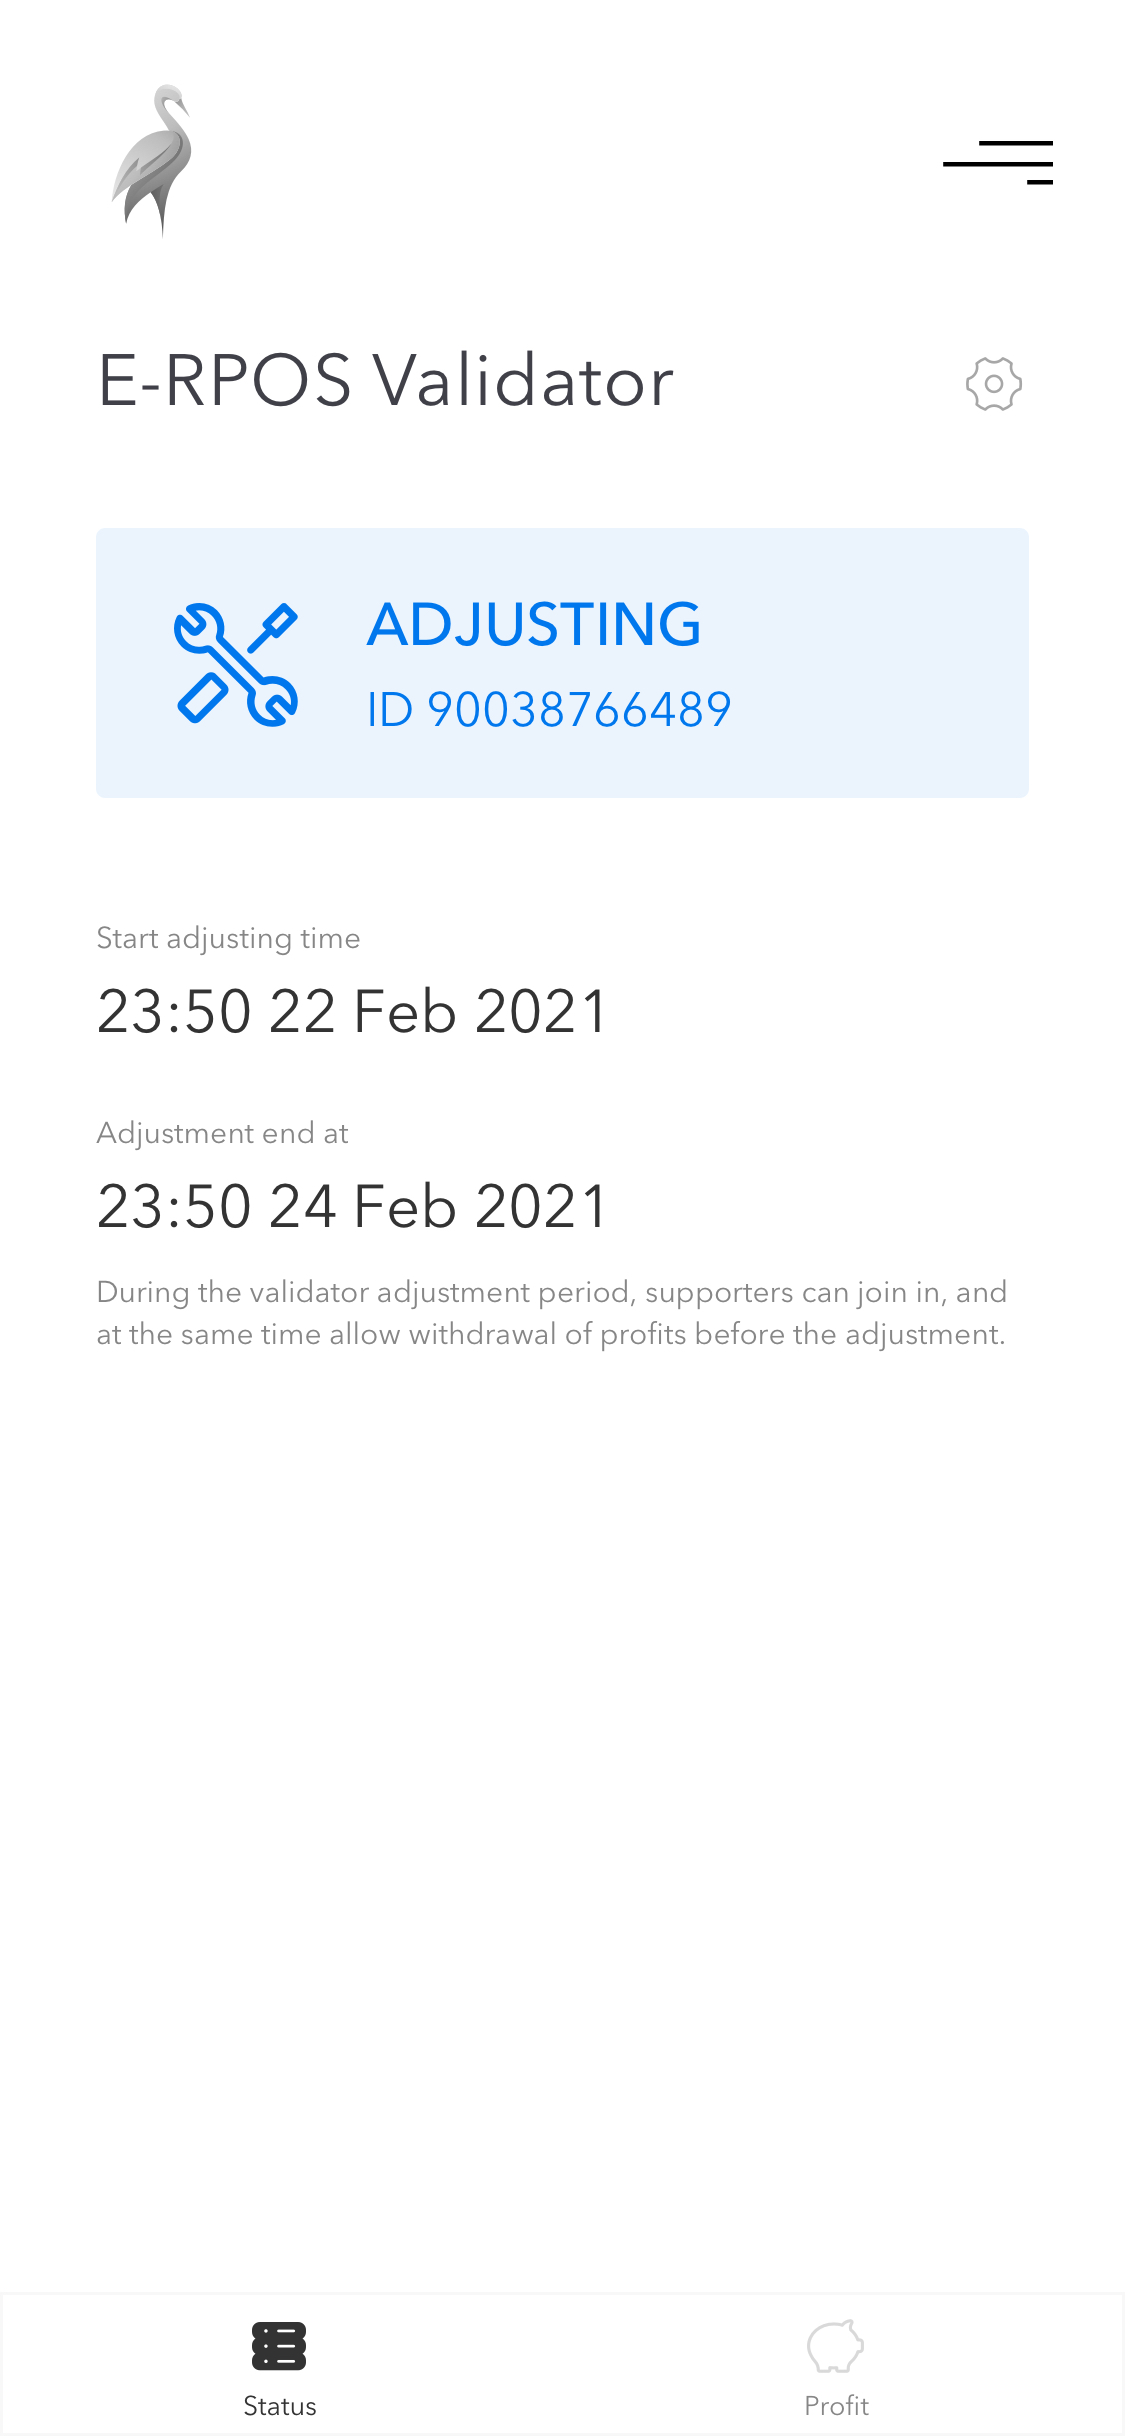 E-RPOS Validator
ADJUSTING
ID 90038766489
Start adjusting time
23:50 22 Feb 2021
Adjustment end at
23:50 24 Feb 2021
During the validator adjustment period, supporters can join in, and
at the same time allow withdrawal of profits before the adjustment.
Status
Profit